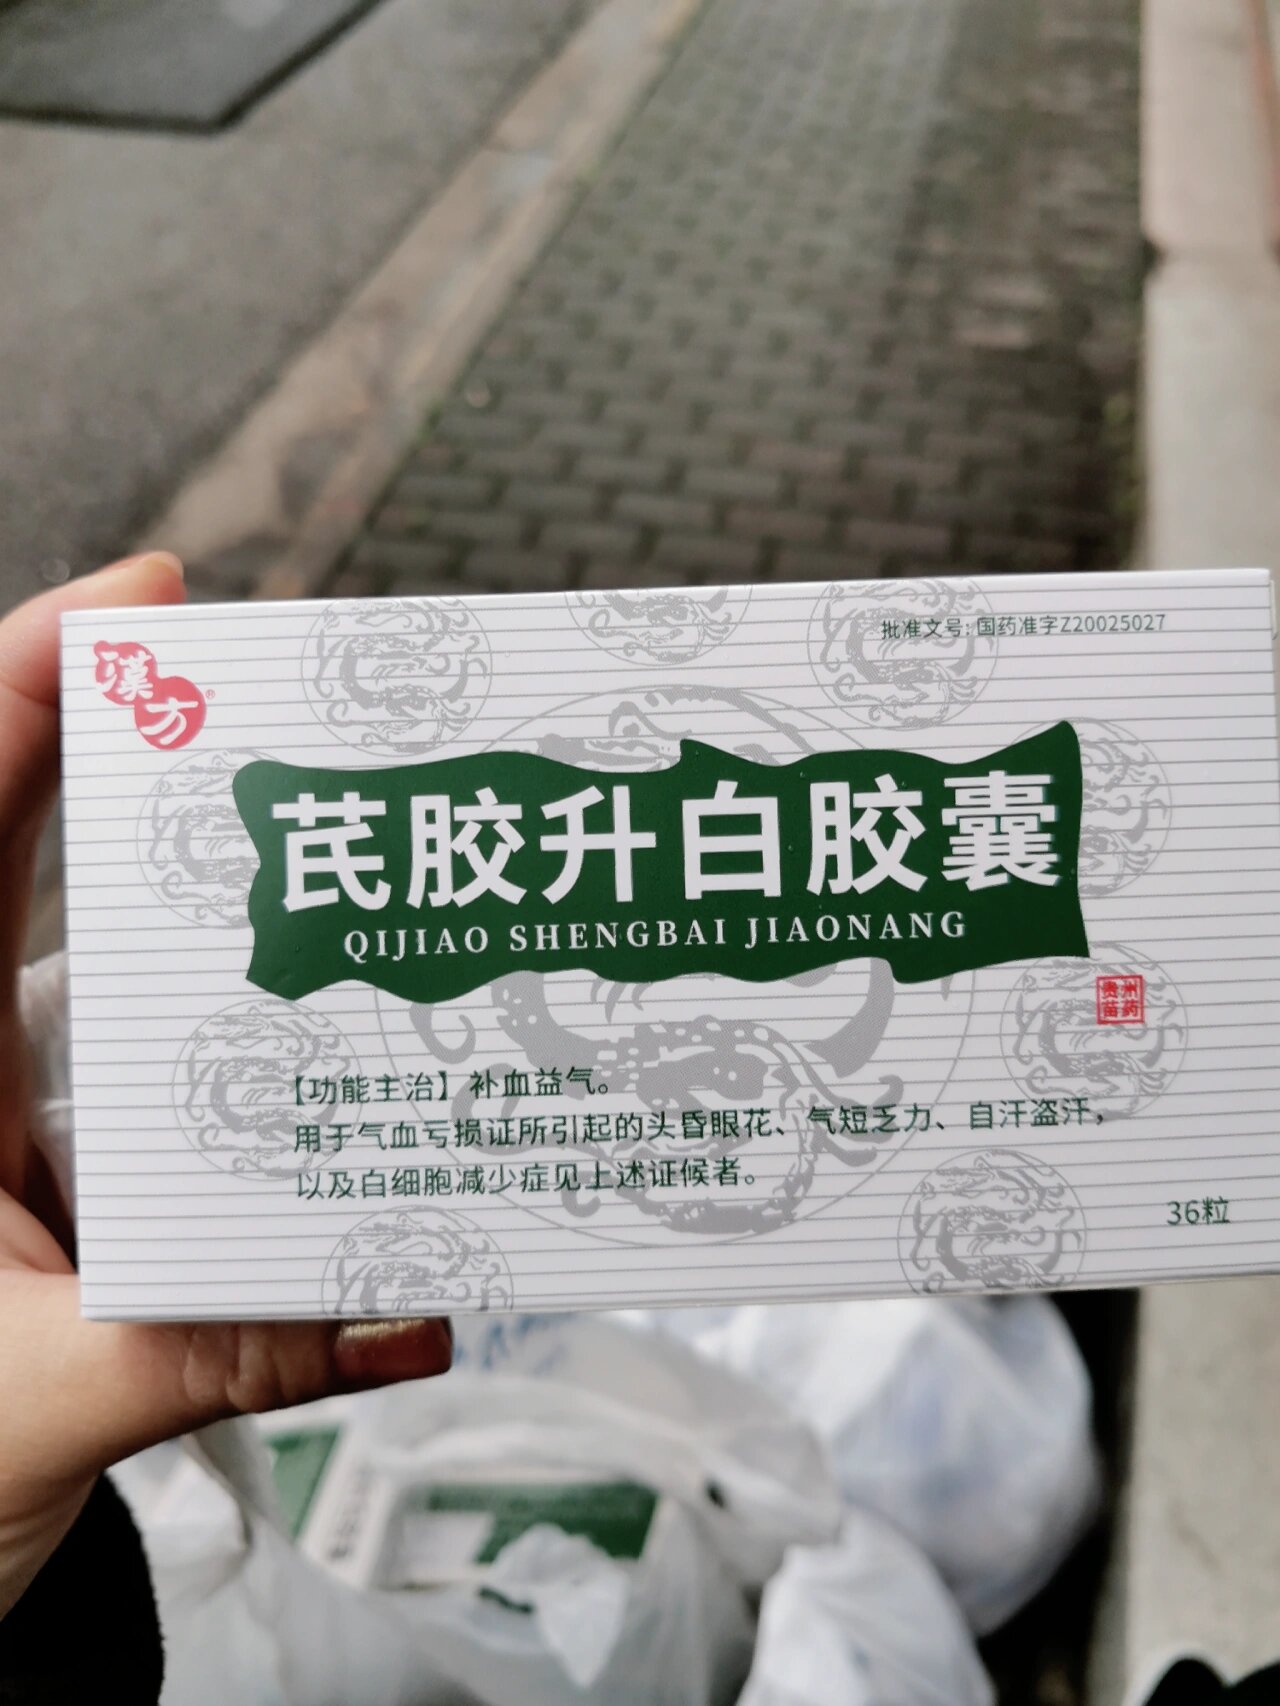 漢方®
批准文号：国药准字Z20025027
芪胶升白胶囊
QIJIAO SHENGBAI JIAONANG
贵州
苗药
【功能主治】补血益气。
用于气血亏损证所引起的头昏眼花、气短乏力、自汗盗汗，
以及白细胞减少症见上述证候者。
36粒